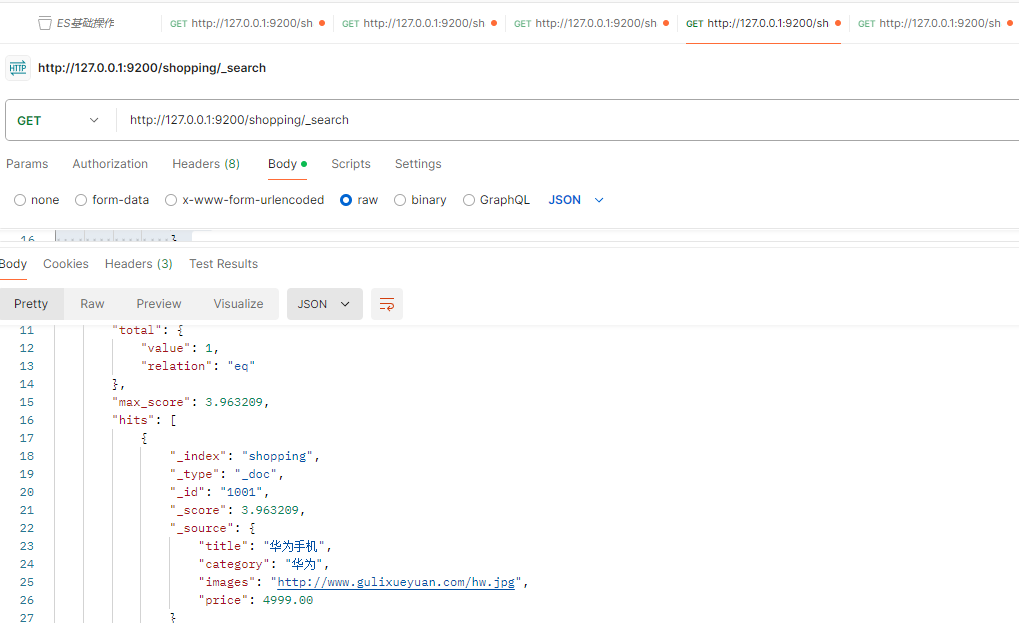 ES基础操作 GET http://127.0.0.1:9200/sh GET http://127.0.0.1:9200/sh GET http://127.0.0.1:9200/sh GET http://127.0.0.1:9200/sh GET http://127.0.0.1:9200/sh
HTTP http://127.0.0.1:9200/shopping/_search
GET http://127.0.0.1:9200/shopping/_search
Params Authorization Headers (8) Body Scripts Settings
none form-data x-www-form-urlencoded raw binary GraphQL JSON
16 }
Body Cookies Headers (3) Test Results
Pretty Raw Preview Visualize JSON
11 "total": {
12 "value": 1,
13 "relation": "eq"
14 },
15 "max_score": 3.963209,
16 "hits": [
17 {
18 "_index": "shopping",
19 "_type": "_doc",
20 "_id": "1001",
21 "_score": 3.963209,
22 "_source": {
23 "title": "华为手机",
24 "category": "华为",
25 "images": "http://www.gulixueyuan.com/hw.jpg",
26 "price": 4999.00
27 }